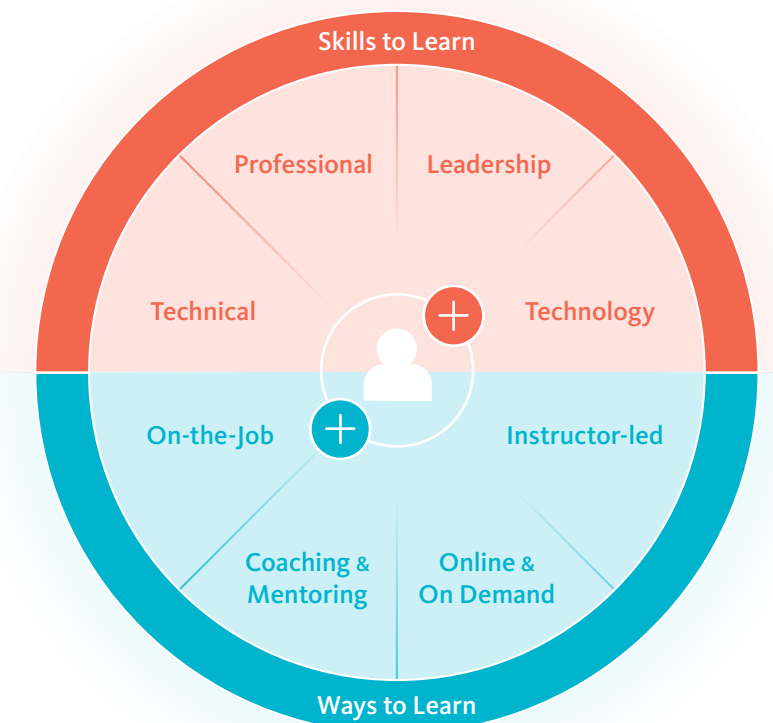 Skills to Learn
Professional
Leadership
Technical
Technology
On-the-Job
Instructor-led
Coaching &
Mentoring
Online &
On Demand
Ways to Learn